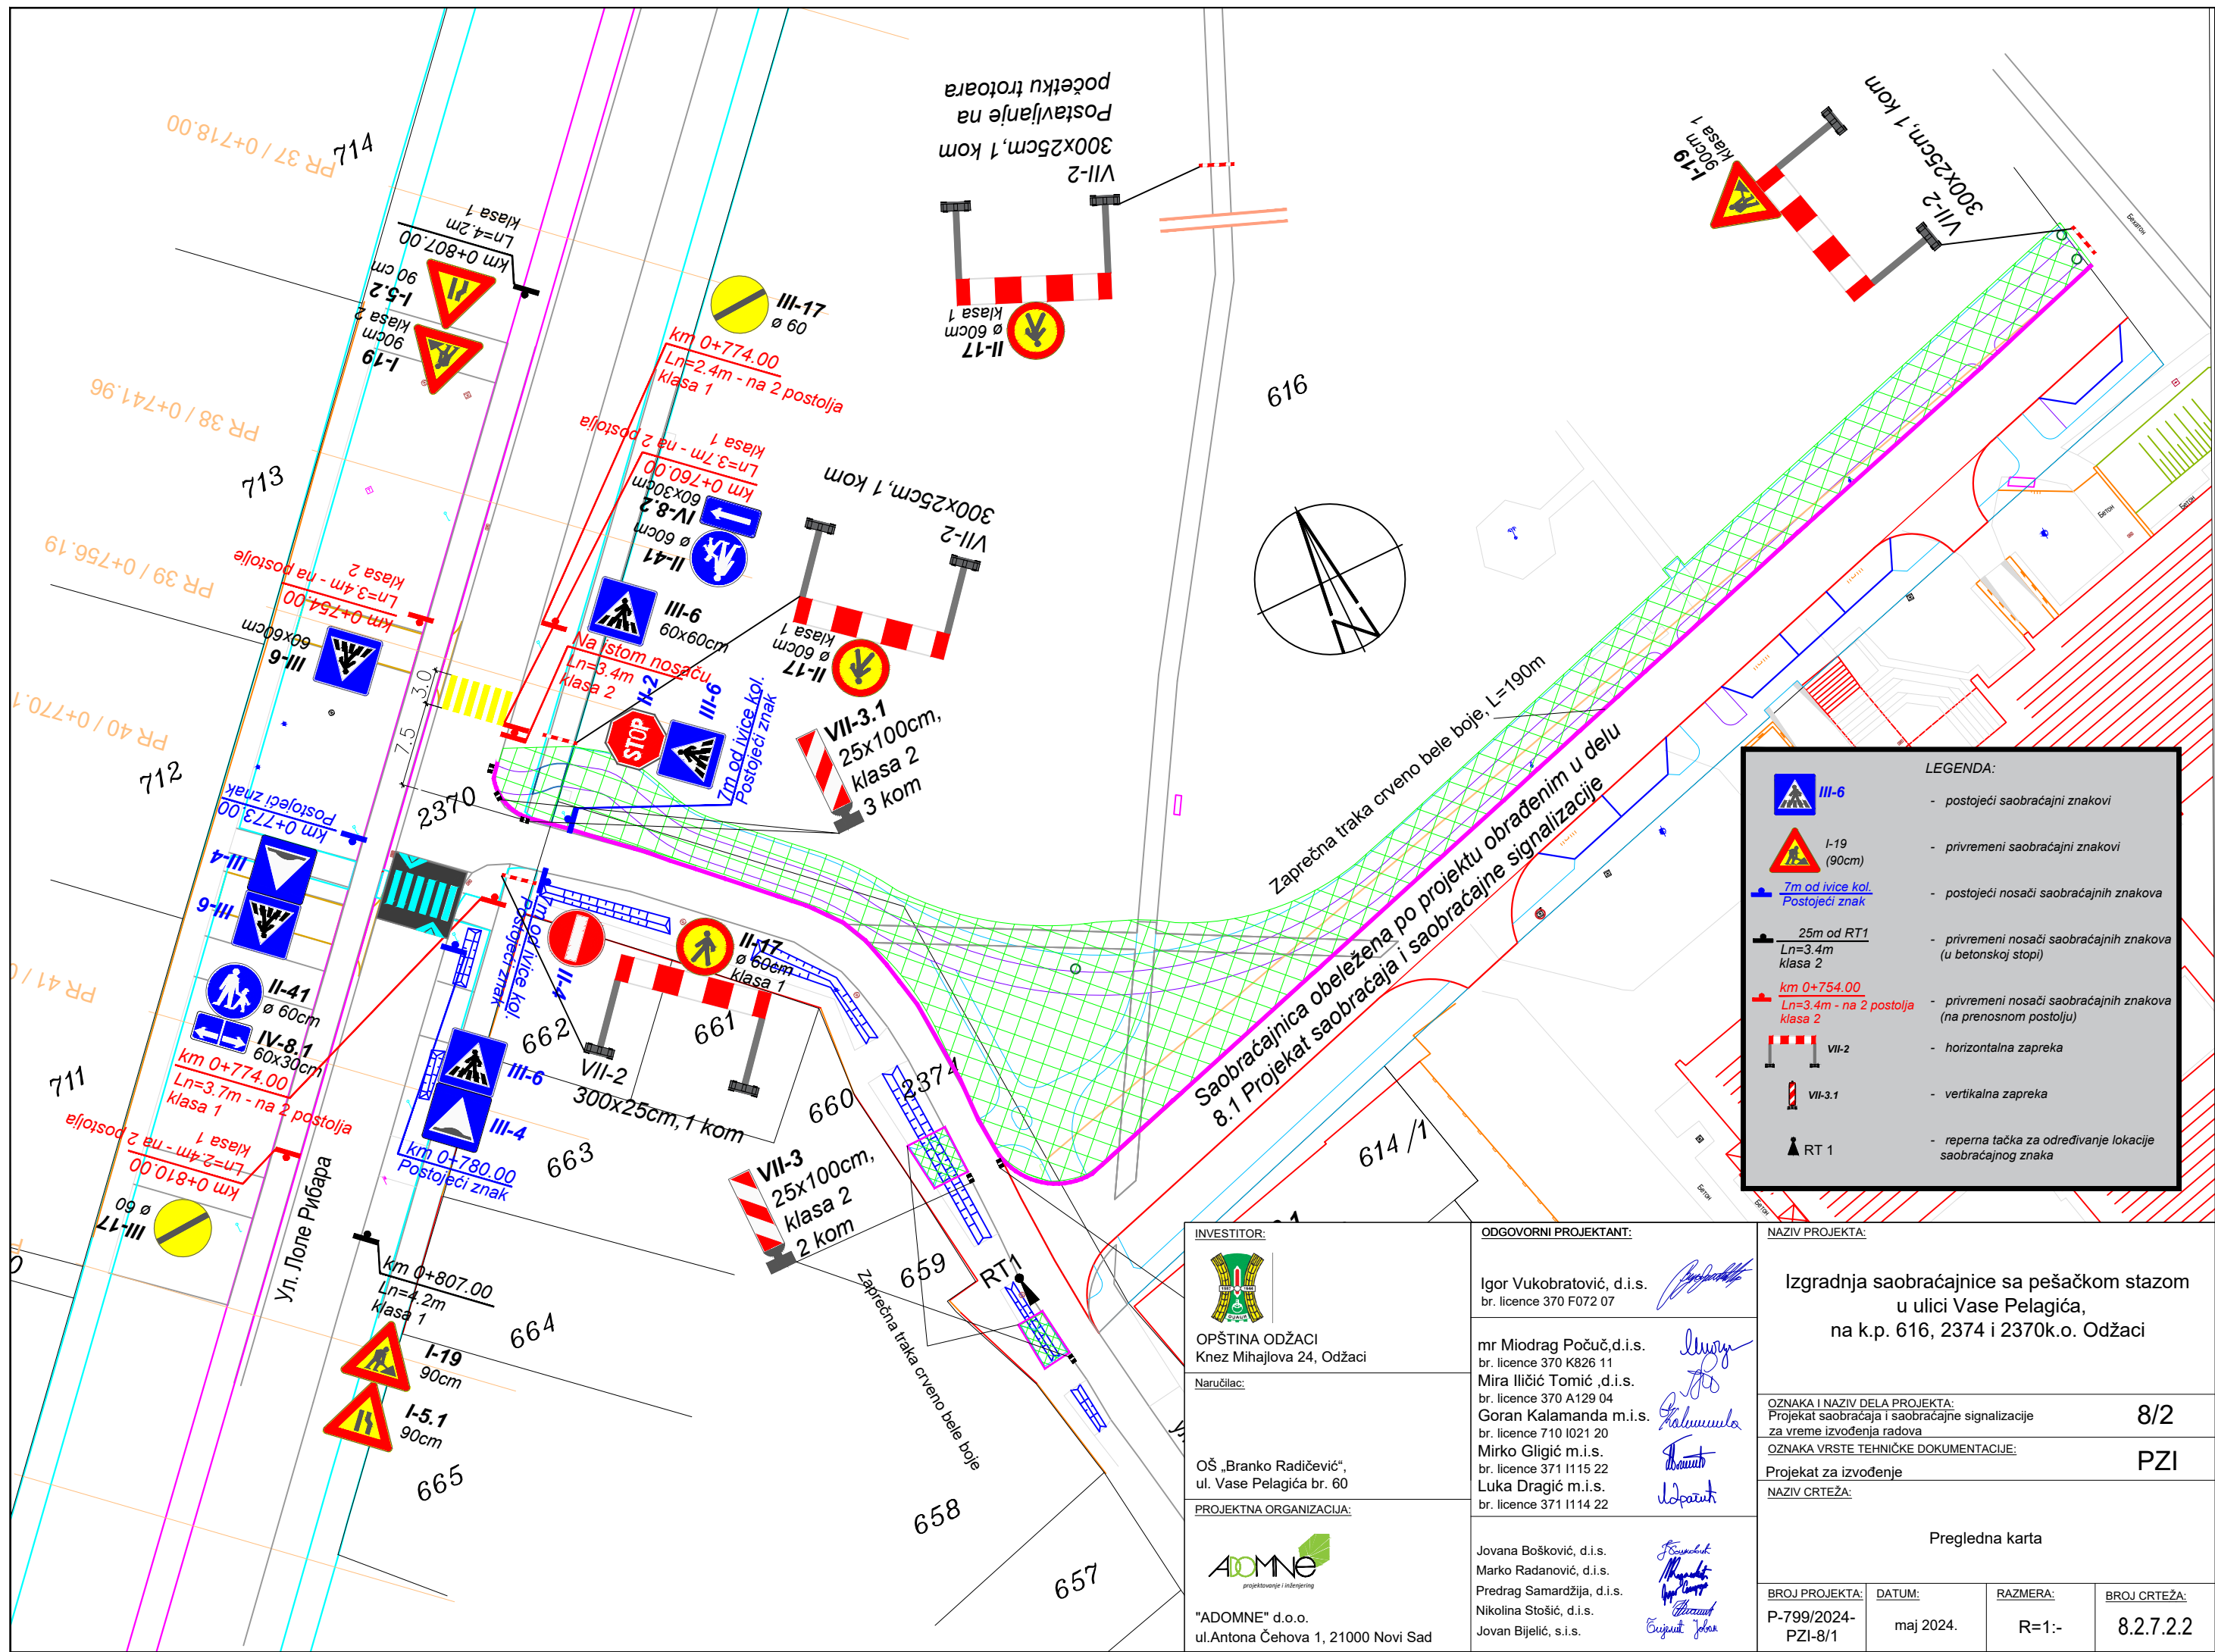 PR 37 / 0+718.00
714
klasa 1
Ln=4.2m
km 0+807.00
90 cm
I-5.2
klasa 2
90cm
I-19
PR 38 / 0+741.96
713
PR 39 / 0+756.19
klasa 2
Ln=3.4m - na postolje
km 0+754.00
60x60cm
III-6
PR 40 / 0+770.1
712
3.0
7.5
2370
Postojeći znak
km 0+773.00
III-4
III-6
PR 41 / 0
II-41
ø 60cm
IV-8.1
60x30cm
km 0+774.00
Ln=3.7m - na 2 postolja
klasa 1
711
klasa 1
Ln=2.4m - na 2 postolja
km 0+810.00
ø 60
III-17
Ул. Лоле Рибара
km 0+807.00
Ln=4.2m
klasa 1
I-19
90cm
I-5.1
90cm
664
665
III-6
III-4
km 0+780.00
Postojeći znak
663
662
661
7m od ivice kol.
Postojeći znak
II-4
II-17
ø 60cm
klasa 1
VII-2
300x25cm, 1 kom
VII-3
25x100cm,
klasa 2
2 kom
660
2374
659
RT1
Zaprečna traka crveno bele boje
658
657
III-17
ø 60
km 0+774.00
Ln=2.4m - na 2 postolja
klasa 1
klasa 1
Ln=3.7m - na 2 postolja
km 0+760.00
60x30cm
IV-8.2
ø 60cm
II-41
III-6
60x60cm
Na istom nosaču
Ln=3.4m
klasa 2
II-2
STOP
III-6
7m od ivice kol.
Postojeći znak
300x25cm, 1 kom
VII-2
klasa 1
ø 60cm
II-17
VII-3.1
25x100cm,
klasa 2
3 kom
početku trotoara
Postavljanje na
300x25cm,1 kom
VII-2
klasa 1
ø 60cm
II-17
616
I-19
90cm
klasa 1
300x25cm, 1 kom
VII-2
Бехатон
Бетон
Бетон
Бетон
Бетон
Zaprečna traka crveno bele boje, L=190m
Saobraćajnica obeležena po projektu obrađenim u delu
8.1 Projekat saobraćaja i saobraćajne signalizacije
614 /1
LEGENDA:
III-6
- postojeći saobraćajni znakovi
I-19
(90cm)
- privremeni saobraćajni znakovi
7m od ivice kol.
Postojeći znak
- postojeći nosači saobraćajnih znakova
25m od RT1
Ln=3.4m
klasa 2
- privremeni nosači saobraćajnih znakova
(u betonskoj stopi)
km 0+754.00
Ln=3.4m - na 2 postolja
klasa 2
- privremeni nosači saobraćajnih znakova
(na prenosnom postolju)
VII-2
- horizontalna zapreka
VII-3.1
- vertikalna zapreka
RT 1
- reperna tačka za određivanje lokacije
saobraćajnog znaka
INVESTITOR:
OPŠTINA ODŽACI
Knez Mihajlova 24, Odžaci
Naručilac:
OŠ „Branko Radičević“,
ul. Vase Pelagića br. 60
PROJEKTNA ORGANIZACIJA:
ADOMNE
projektovanje i inženjering
"ADOMNE" d.o.o.
ul.Antona Čehova 1, 21000 Novi Sad
ODGOVORNI PROJEKTANT:
Igor Vukobratović, d.i.s.
br. licence 370 F072 07
mr Miodrag Počuč,d.i.s.
br. licence 370 K826 11
Mira Iličić Tomić ,d.i.s.
br. licence 370 A129 04
Goran Kalamanda m.i.s.
br. licence 710 I021 20
Mirko Gligić m.i.s.
br. licence 371 I115 22
Luka Dragić m.i.s.
br. licence 371 I114 22
Jovana Bošković, d.i.s.
Marko Radanović, d.i.s.
Predrag Samardžija, d.i.s.
Nikolina Stošić, d.i.s.
Jovan Bijelić, s.i.s.
NAZIV PROJEKTA:
Izgradnja saobraćajnice sa pešačkom stazom
u ulici Vase Pelagića,
na k.p. 616, 2374 i 2370k.o. Odžaci
OZNAKA I NAZIV DELA PROJEKTA:
Projekat saobraćaja i saobraćajne signalizacije
za vreme izvođenja radova
8/2
OZNAKA VRSTE TEHNIČKE DOKUMENTACIJE:
Projekat za izvođenje
PZI
NAZIV CRTEŽA:
Pregledna karta
BROJ PROJEKTA:
P-799/2024-
PZI-8/1
DATUM:
maj 2024.
RAZMERA:
R=1:-
BROJ CRTEŽA:
8.2.7.2.2